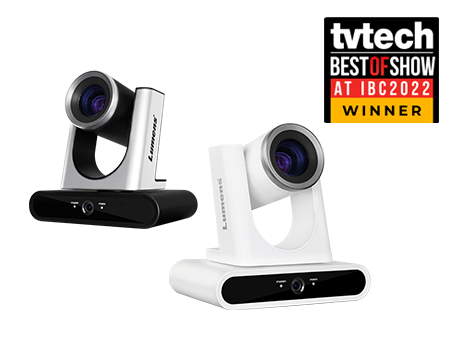 tvtech
BEST OF SHOW
AT IBC2022
WINNER
Lumens
Lumens